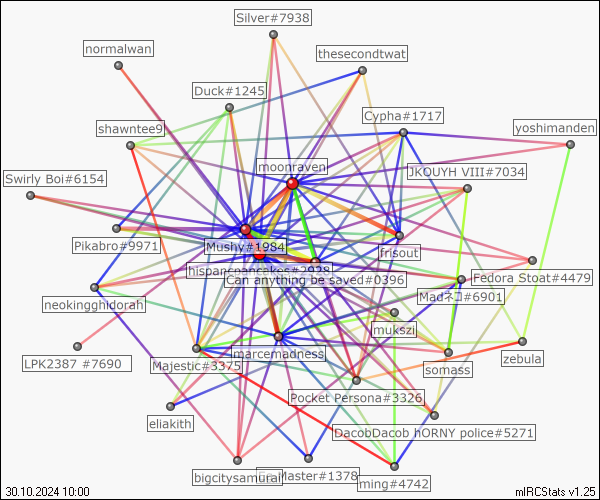 Silver#7938
normalwan
thesecondtwat
Duck#1245
Cypha#1717
shawntee9
yoshimanden
moonraven
JKOUYH VIII#7034
Swirly Boi#6154
Pikabro#9971
Mushy#1984
frisout
hispancpancakes#2928
Can anything be saved#0396
Fedora Stoat#4479
neokingghidorah
Madネコ#6901
mukszj
marcemadness
zebula
LPK2387 #7690
Majestic#3375
somass
Pocket Persona#3326
eliakith
DacobDacob hORNY police#5271
bigcitysamurai
Master#1378
ming#4742
30.10.2024 10:00
mIRCStats v1.25